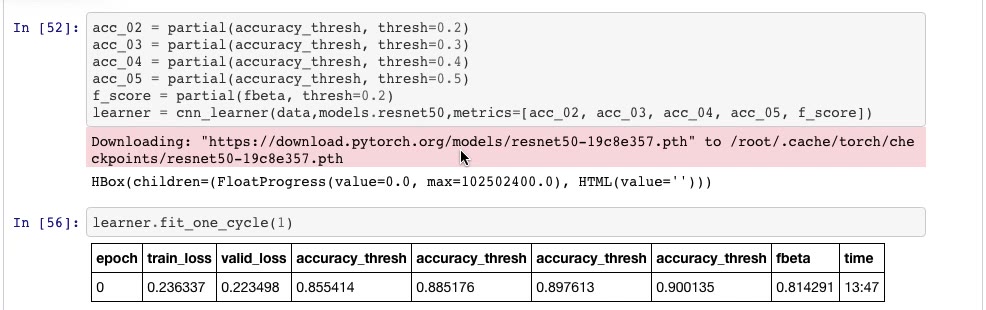 In [52]: acc_02 = partial(accuracy_thresh, thresh=0.2)
acc_03 = partial(accuracy_thresh, thresh=0.3)
acc_04 = partial(accuracy_thresh, thresh=0.4)
acc_05 = partial(accuracy_thresh, thresh=0.5)
f_score = partial(fbeta, thresh=0.2)
learner = cnn_learner(data,models.resnet50,metrics=[acc_02, acc_03, acc_04, acc_05, f_score])
Downloading: "https://download.pytorch.org/models/resnet50-19c8e357.pth" to /root/.cache/torch/che
ckpoints/resnet50-19c8e357.pth
HBox(children=(FloatProgress(value=0.0, max=102502400.0), HTML(value='')))
In [56]: learner.fit_one_cycle(1)
epoch train_loss valid_loss accuracy_thresh accuracy_thresh accuracy_thresh accuracy_thresh fbeta time
0 0.236337 0.223498 0.855414 0.885176 0.897613 0.900135 0.814291 13:47